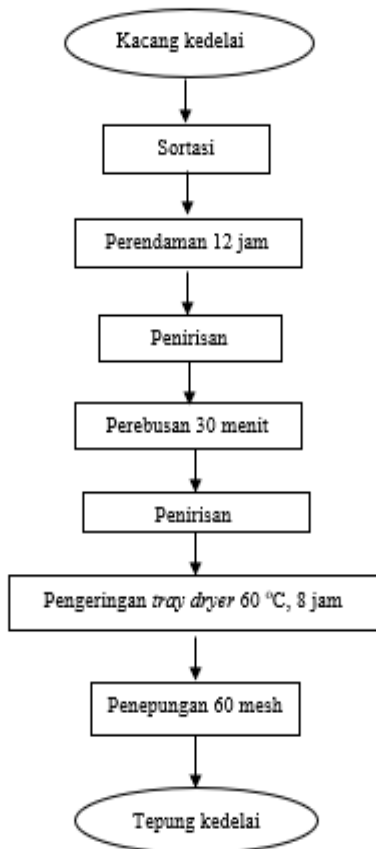 Kacang kedelai
Sortasi
Perendaman 12 jam
Penirisan
Perebusan 30 menit
Penirisan
Pengeringan tray dryer 60 °C, 8 jam
Penepungan 60 mesh
Tepung kedelai